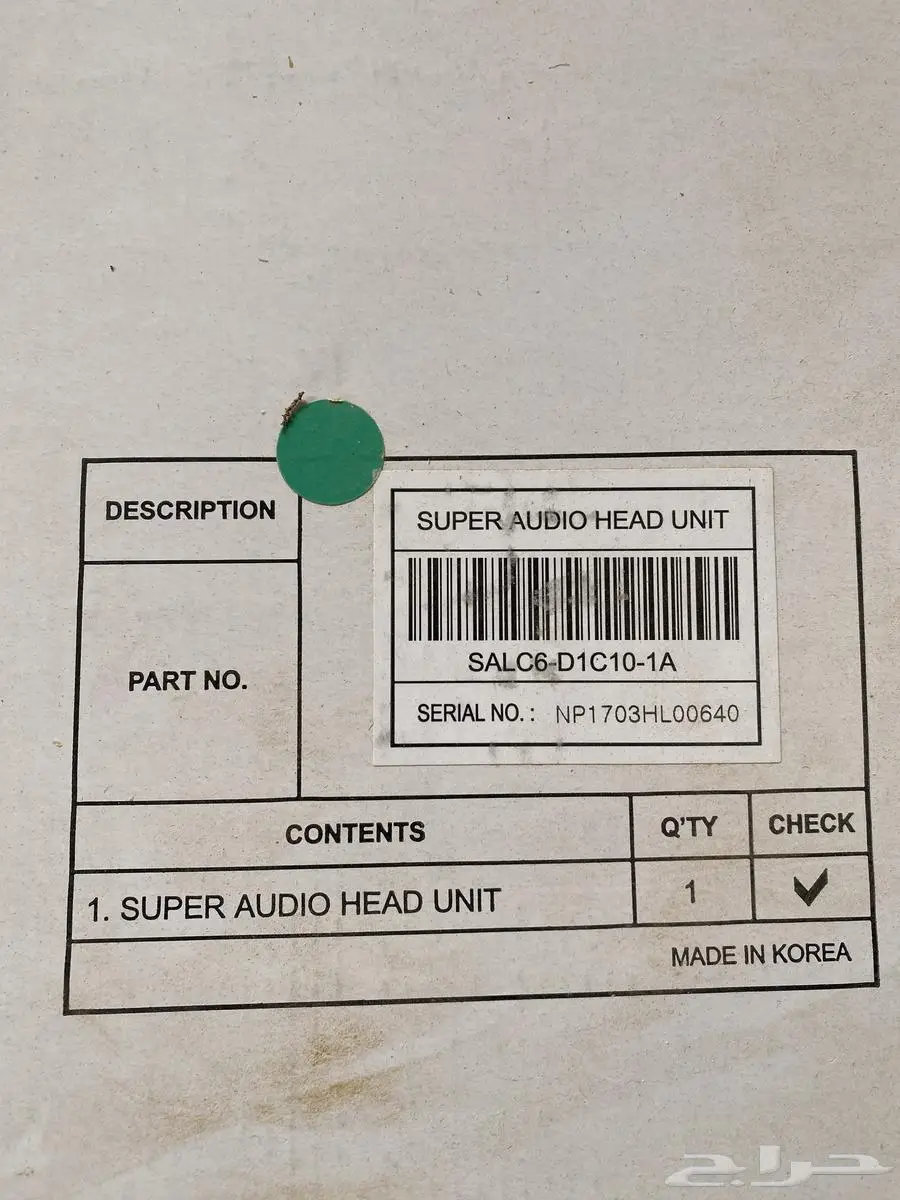 DESCRIPTION
SUPER AUDIO HEAD UNIT
PART NO.
SALC6-D1C10-1A
SERIAL NO. : NP1703HL00640
CONTENTS Q'TY CHECK
1. SUPER AUDIO HEAD UNIT 1 ✓
MADE IN KOREA
حراج